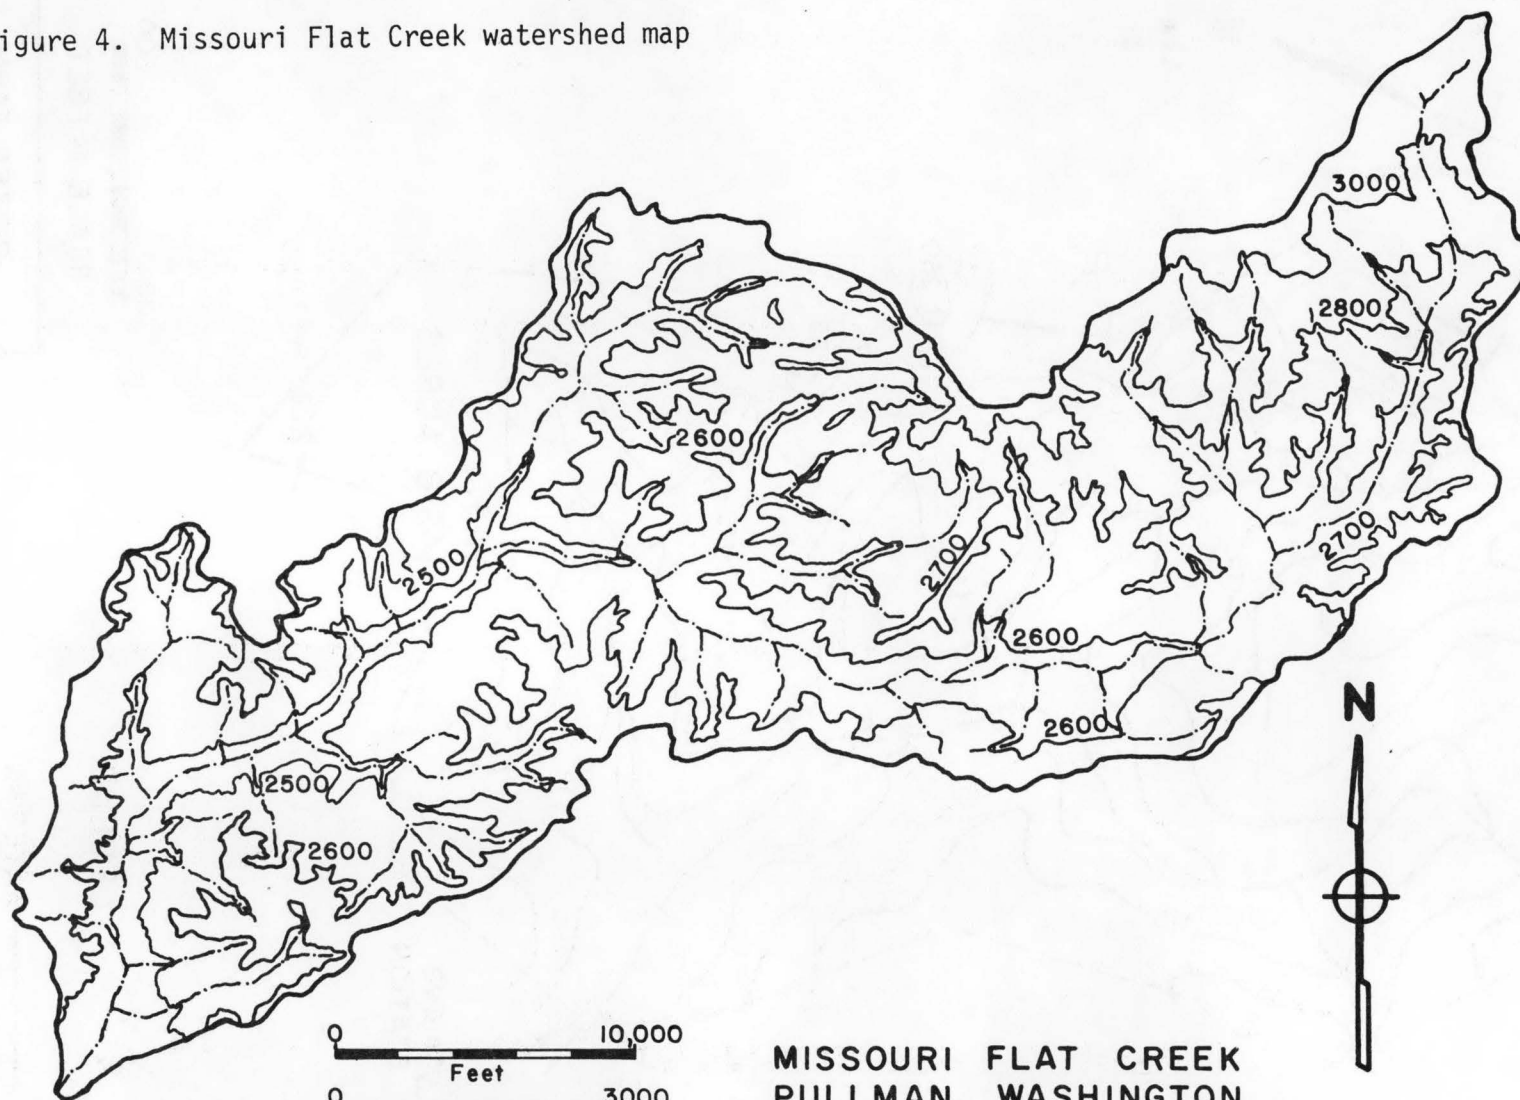 igure 4. Missouri Flat Creek watershed map
3000
2800
2600
2500
2700
2700
2600
2600
2500
2600
N
0 10,000
Feet
0 3000
MISSOURI FLAT CREEK
PULLMAN WASHINGTON